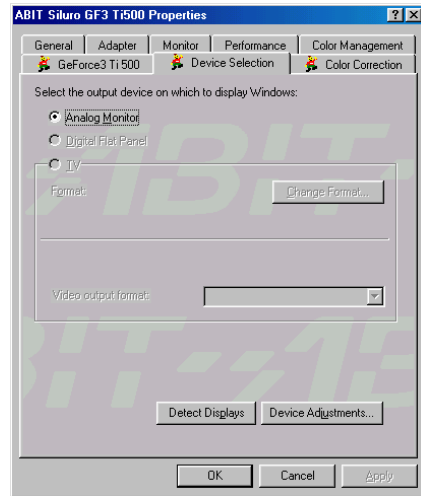 ABIT Siluro GF3 Ti500 Properties
General Adapter Monitor Performance Color Management
GeForce3 Ti 500 Device Selection Color Correction
Select the output device on which to display Windows:
Analog Monitor
Digital Flat Panel
TV
Format: Change Format...
Video output format:
Detect Displays Device Adjustments...
OK Cancel Apply